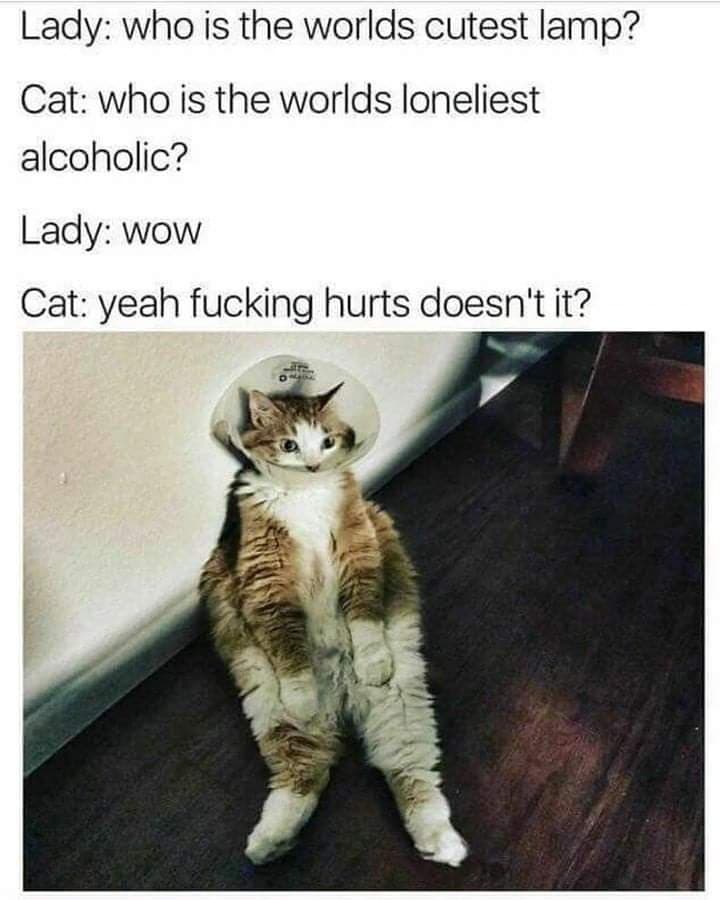 Lady: who is the worlds cutest lamp?
Cat: who is the worlds loneliest
alcoholic?
Lady: wow
Cat: yeah fucking hurts doesn't it?